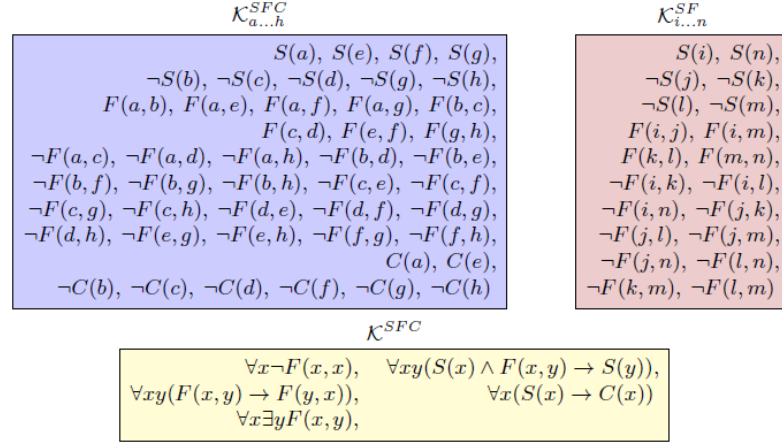 𝒦^{SFC}_{a...h}
S(a), S(e), S(f), S(g),
¬S(b), ¬S(c), ¬S(d), ¬S(g), ¬S(h),
F(a, b), F(a, e), F(a, f), F(a, g), F(b, c),
F(c, d), F(e, f), F(g, h),
¬F(a, c), ¬F(a, d), ¬F(a, h), ¬F(b, d), ¬F(b, e),
¬F(b, f), ¬F(b, g), ¬F(b, h), ¬F(c, e), ¬F(c, f),
¬F(c, g), ¬F(c, h), ¬F(d, e), ¬F(d, f), ¬F(d, g),
¬F(d, h), ¬F(e, g), ¬F(e, h), ¬F(f, g), ¬F(f, h),
C(a), C(e),
¬C(b), ¬C(c), ¬C(d), ¬C(f), ¬C(g), ¬C(h)
𝒦^{SF}_{i...n}
S(i), S(n),
¬S(j), ¬S(k),
¬S(l), ¬S(m),
F(i, j), F(i, m),
F(k, l), F(m, n),
¬F(i, k), ¬F(i, l),
¬F(i, n), ¬F(j, k),
¬F(j, l), ¬F(j, m),
¬F(j, n), ¬F(l, n),
¬F(k, m), ¬F(l, m)
𝒦^{SFC}
∀x¬F(x, x), ∀xy(S(x) ∧ F(x, y) → S(y)),
∀xy(F(x, y) → F(y, x)), ∀x(S(x) → C(x))
∀x∃yF(x, y),